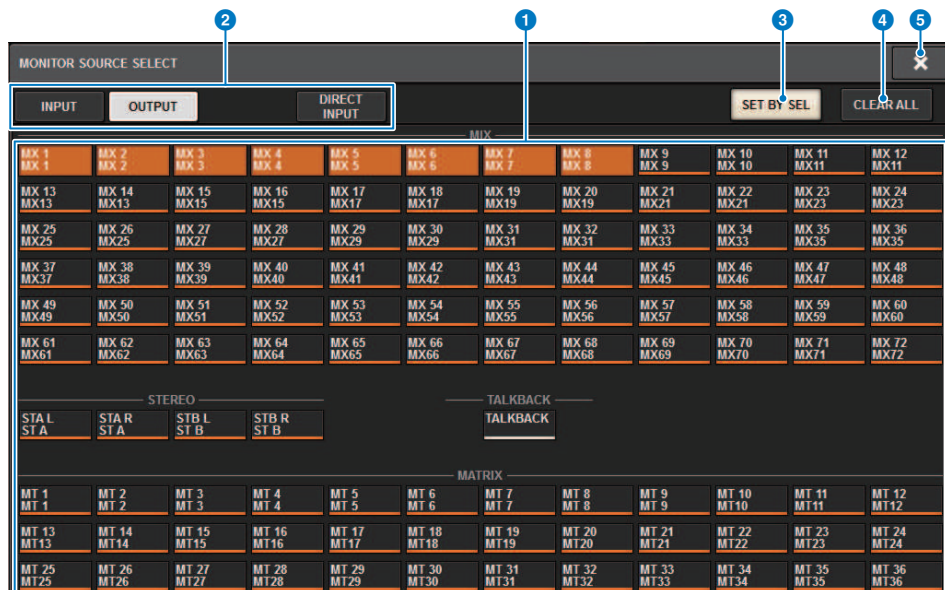 2 1 3 4 5
MONITOR SOURCE SELECT ×
INPUT OUTPUT DIRECT INPUT SET BY SEL CLEAR ALL
MIX
MX 1 MX 2 MX 3 MX 4 MX 5 MX 6 MX 7 MX 8 MX 9 MX 10 MX 11 MX 12
MX 1 MX 2 MX 3 MX 4 MX 5 MX 6 MX 7 MX 8 MX 9 MX 10 MX11 MX11
MX 13 MX 14 MX 15 MX 16 MX 17 MX 18 MX 19 MX 20 MX 21 MX 22 MX 23 MX 24
MX13 MX13 MX15 MX15 MX17 MX17 MX19 MX19 MX21 MX21 MX23 MX23
MX 25 MX 26 MX 27 MX 28 MX 29 MX 30 MX 31 MX 32 MX 33 MX 34 MX 35 MX 36
MX25 MX25 MX27 MX27 MX29 MX29 MX31 MX31 MX33 MX33 MX35 MX35
MX 37 MX 38 MX 39 MX 40 MX 41 MX 42 MX 43 MX 44 MX 45 MX 46 MX 47 MX 48
MX37 MX38 MX39 MX40 MX41 MX42 MX43 MX44 MX45 MX46 MX47 MX48
MX 49 MX 50 MX 51 MX 52 MX 53 MX 54 MX 55 MX 56 MX 57 MX 58 MX 59 MX 60
MX49 MX50 MX51 MX52 MX53 MX54 MX55 MX56 MX57 MX58 MX59 MX60
MX 61 MX 62 MX 63 MX 64 MX 65 MX 66 MX 67 MX 68 MX 69 MX 70 MX 71 MX 72
MX61 MX62 MX63 MX64 MX65 MX66 MX67 MX68 MX69 MX70 MX71 MX72
STEREO TALKBACK
STA L STA R STB L STB R TALKBACK
ST A ST A ST B ST B
MATRIX
MT 1 MT 2 MT 3 MT 4 MT 5 MT 6 MT 7 MT 8 MT 9 MT 10 MT 11 MT 12
MT 1 MT 2 MT 3 MT 4 MT 5 MT 6 MT 7 MT 8 MT 9 MT10 MT11 MT12
MT 13 MT 14 MT 15 MT 16 MT 17 MT 18 MT 19 MT 20 MT 21 MT 22 MT 23 MT 24
MT13 MT14 MT15 MT16 MT17 MT18 MT19 MT20 MT21 MT22 MT23 MT24
MT 25 MT 26 MT 27 MT 28 MT 29 MT 30 MT 31 MT 32 MT 33 MT 34 MT 35 MT 36
MT25 MT26 MT27 MT28 MT29 MT30 MT31 MT32 MT33 MT34 MT35 MT36